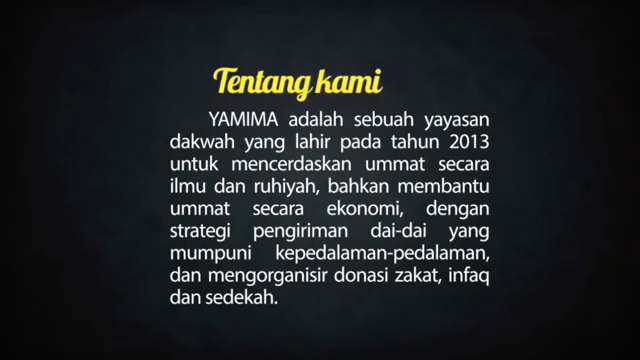 Tentang kami
YAMIMA adalah sebuah yayasan
dakwah yang lahir pada tahun 2013
untuk mencerdaskan ummat secara
ilmu dan ruhiyah, bahkan membantu
ummat secara ekonomi, dengan
strategi pengiriman dai-dai yang
mumpuni kepedalaman-pedalaman,
dan mengorganisir donasi zakat, infaq
dan sedekah.